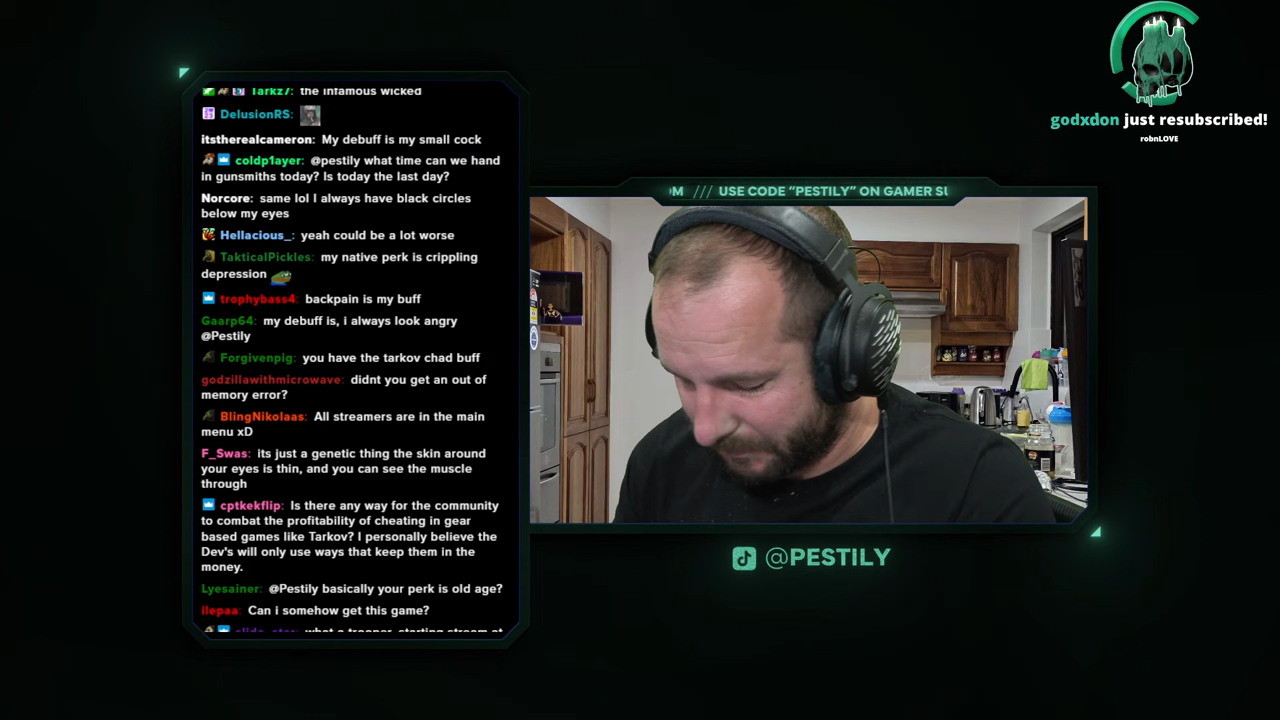 Tarkz7: the infamous wicked
DelusionRS:
itstherealcameron: My debuff is my small cock
coldp1ayer: @pestily what time can we hand
in gunsmiths today? Is today the last day?
Norcore: same lol I always have black circles
below my eyes
Hellacious_: yeah could be a lot worse
TakticalPickles: my native perk is crippling
depression
trophybass4: backpain is my buff
Gaarp64: my debuff is, i always look angry
@Pestily
Forgivenpig: you have the tarkov chad buff
godzillawithmicrowave: didnt you get an out of
memory error?
BlingNikolaas: All streamers are in the main
menu xD
F_Swas: its just a genetic thing the skin around
your eyes is thin, and you can see the muscle
through
cptkekflip: Is there any way for the community
to combat the profitability of cheating in gear
based games like Tarkov? I personally believe the
Dev's will only use ways that keep them in the
money.
Lyesainer: @Pestily basically your perk is old age?
ilepaa: Can i somehow get this game?
what a trooper, starting stream at
M /// USE CODE "PESTILY" ON GAMER SU
@PESTILY
godxdon just resubscribed!
robnLOVE